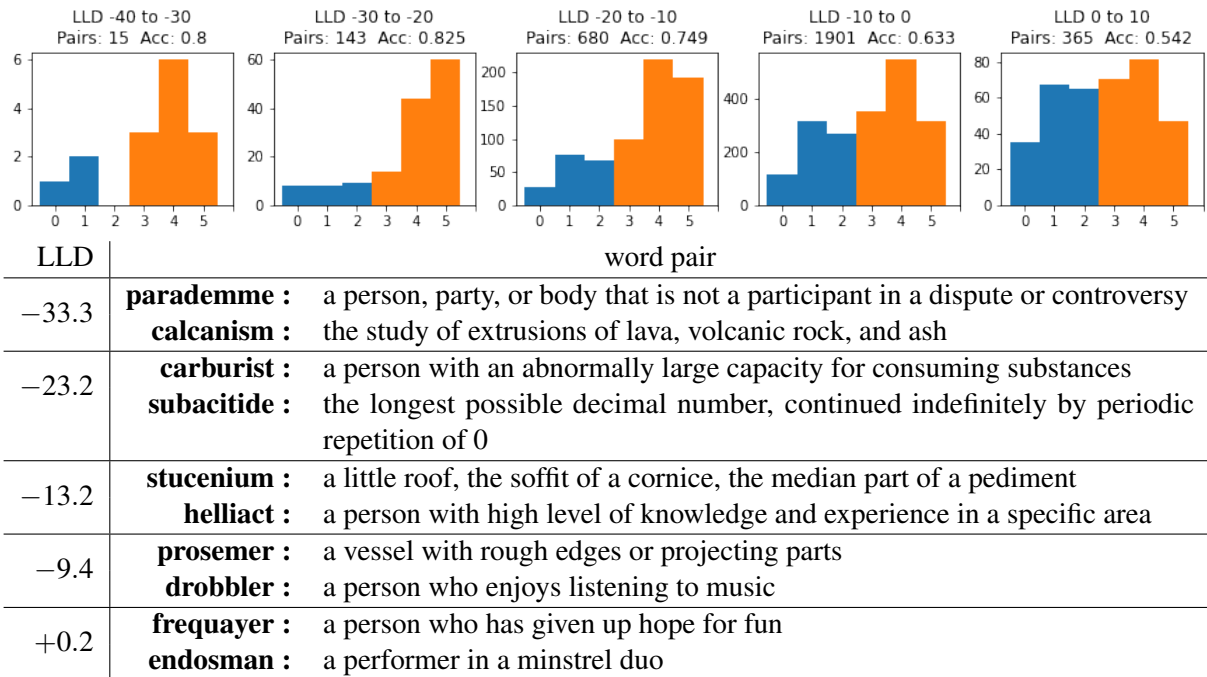 LLD -40 to -30
Pairs: 15 Acc: 0.8
LLD -30 to -20
Pairs: 143 Acc: 0.825
LLD -20 to -10
Pairs: 680 Acc: 0.749
LLD -10 to 0
Pairs: 1901 Acc: 0.633
LLD 0 to 10
Pairs: 365 Acc: 0.542
6
4
2
0
0 1 2 3 4 5
60
40
20
0
0 1 2 3 4 5
200
150
100
50
0
0 1 2 3 4 5
400
200
0
0 1 2 3 4 5
80
60
40
20
0
0 1 2 3 4 5
LLD word pair
−33.3
parademme : a person, party, or body that is not a participant in a dispute or controversy
calcanism : the study of extrusions of lava, volcanic rock, and ash
−23.2
carburist : a person with an abnormally large capacity for consuming substances
subacitide : the longest possible decimal number, continued indefinitely by periodic
repetition of 0
−13.2
stucenium : a little roof, the soffit of a cornice, the median part of a pediment
helliact : a person with high level of knowledge and experience in a specific area
−9.4
prosemer : a vessel with rough edges or projecting parts
drobbler : a person who enjoys listening to music
+0.2
frequayer : a person who has given up hope for fun
endosman : a performer in a minstrel duo